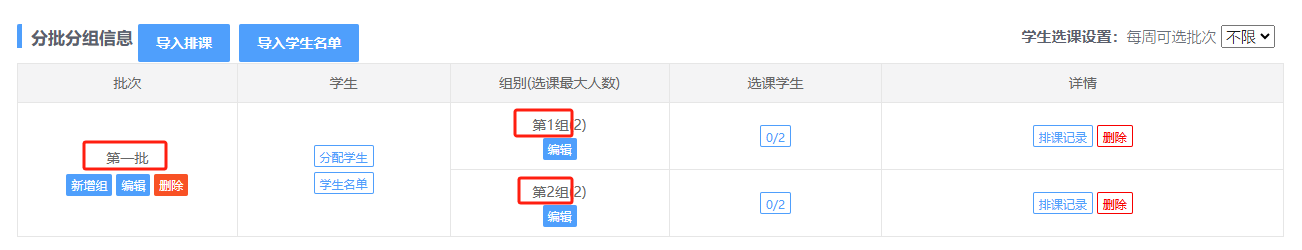 分批分组信息 导入排课 导入学生名单 学生选课设置：每周可选批次 不限
批次 学生 组别(选课最大人数) 选课学生 详情
第一批
新增组 编辑 删除
分配学生
学生名单
第1组(2)
编辑
0/2
排课记录 删除
第2组(2)
编辑
0/2
排课记录 删除